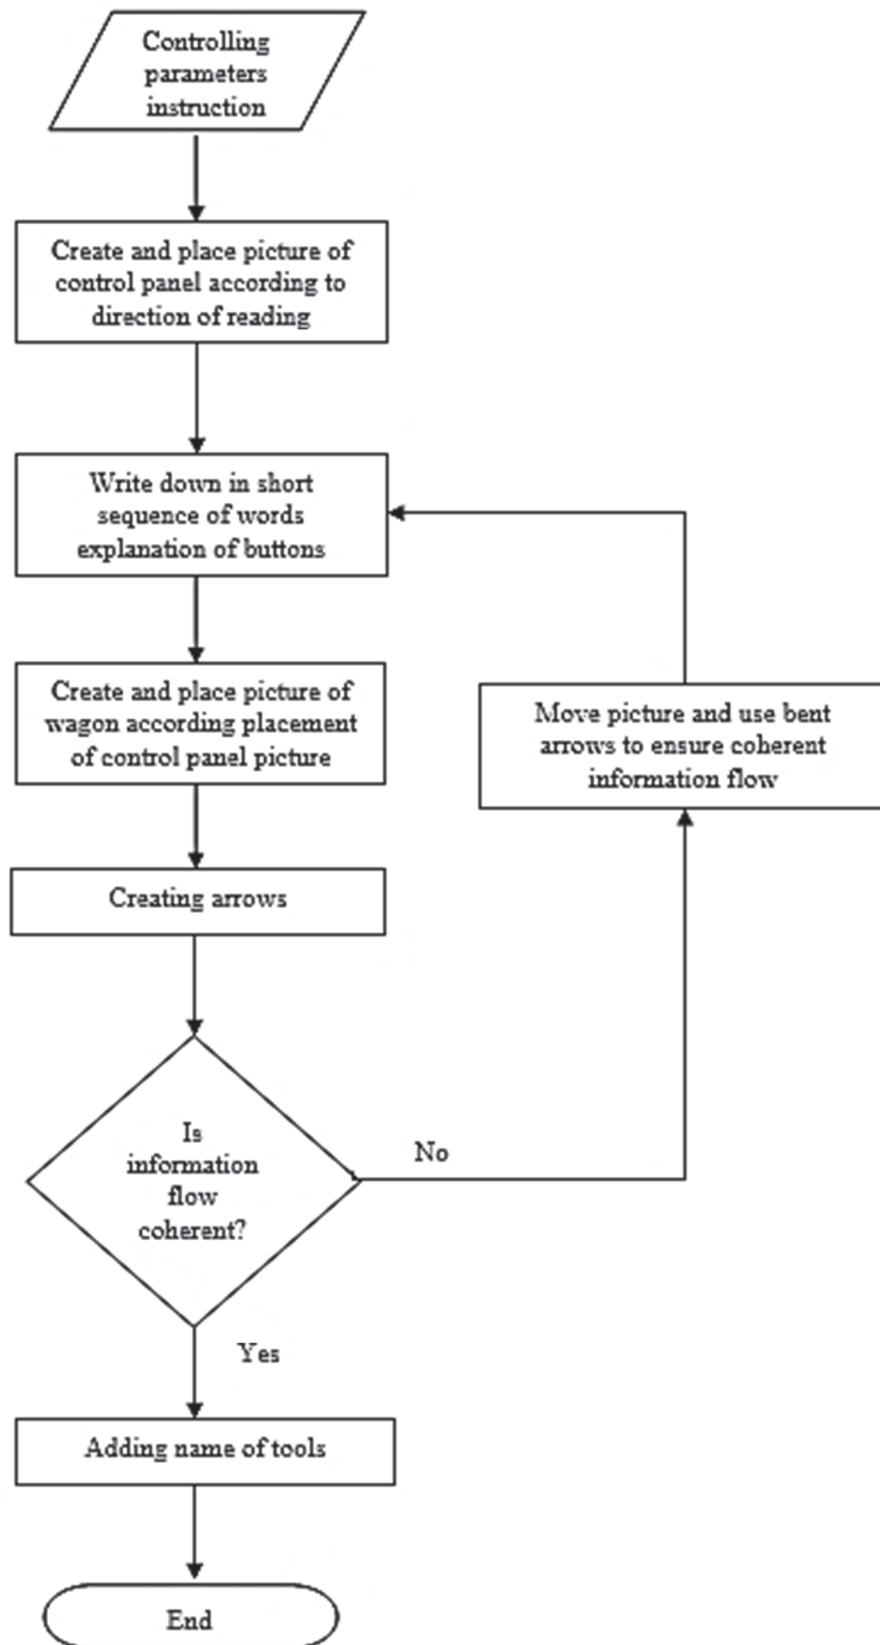 Controlling
parameters
instruction
Create and place picture of
control panel according to
direction of reading
Write down in short
sequence of words
explanation of buttons
Create and place picture of
wagon according placement
of control panel picture
Move picture and use bent
arrows to ensure coherent
information flow
Creating arrows
Is
information
flow
coherent?
No
Yes
Adding name of tools
End